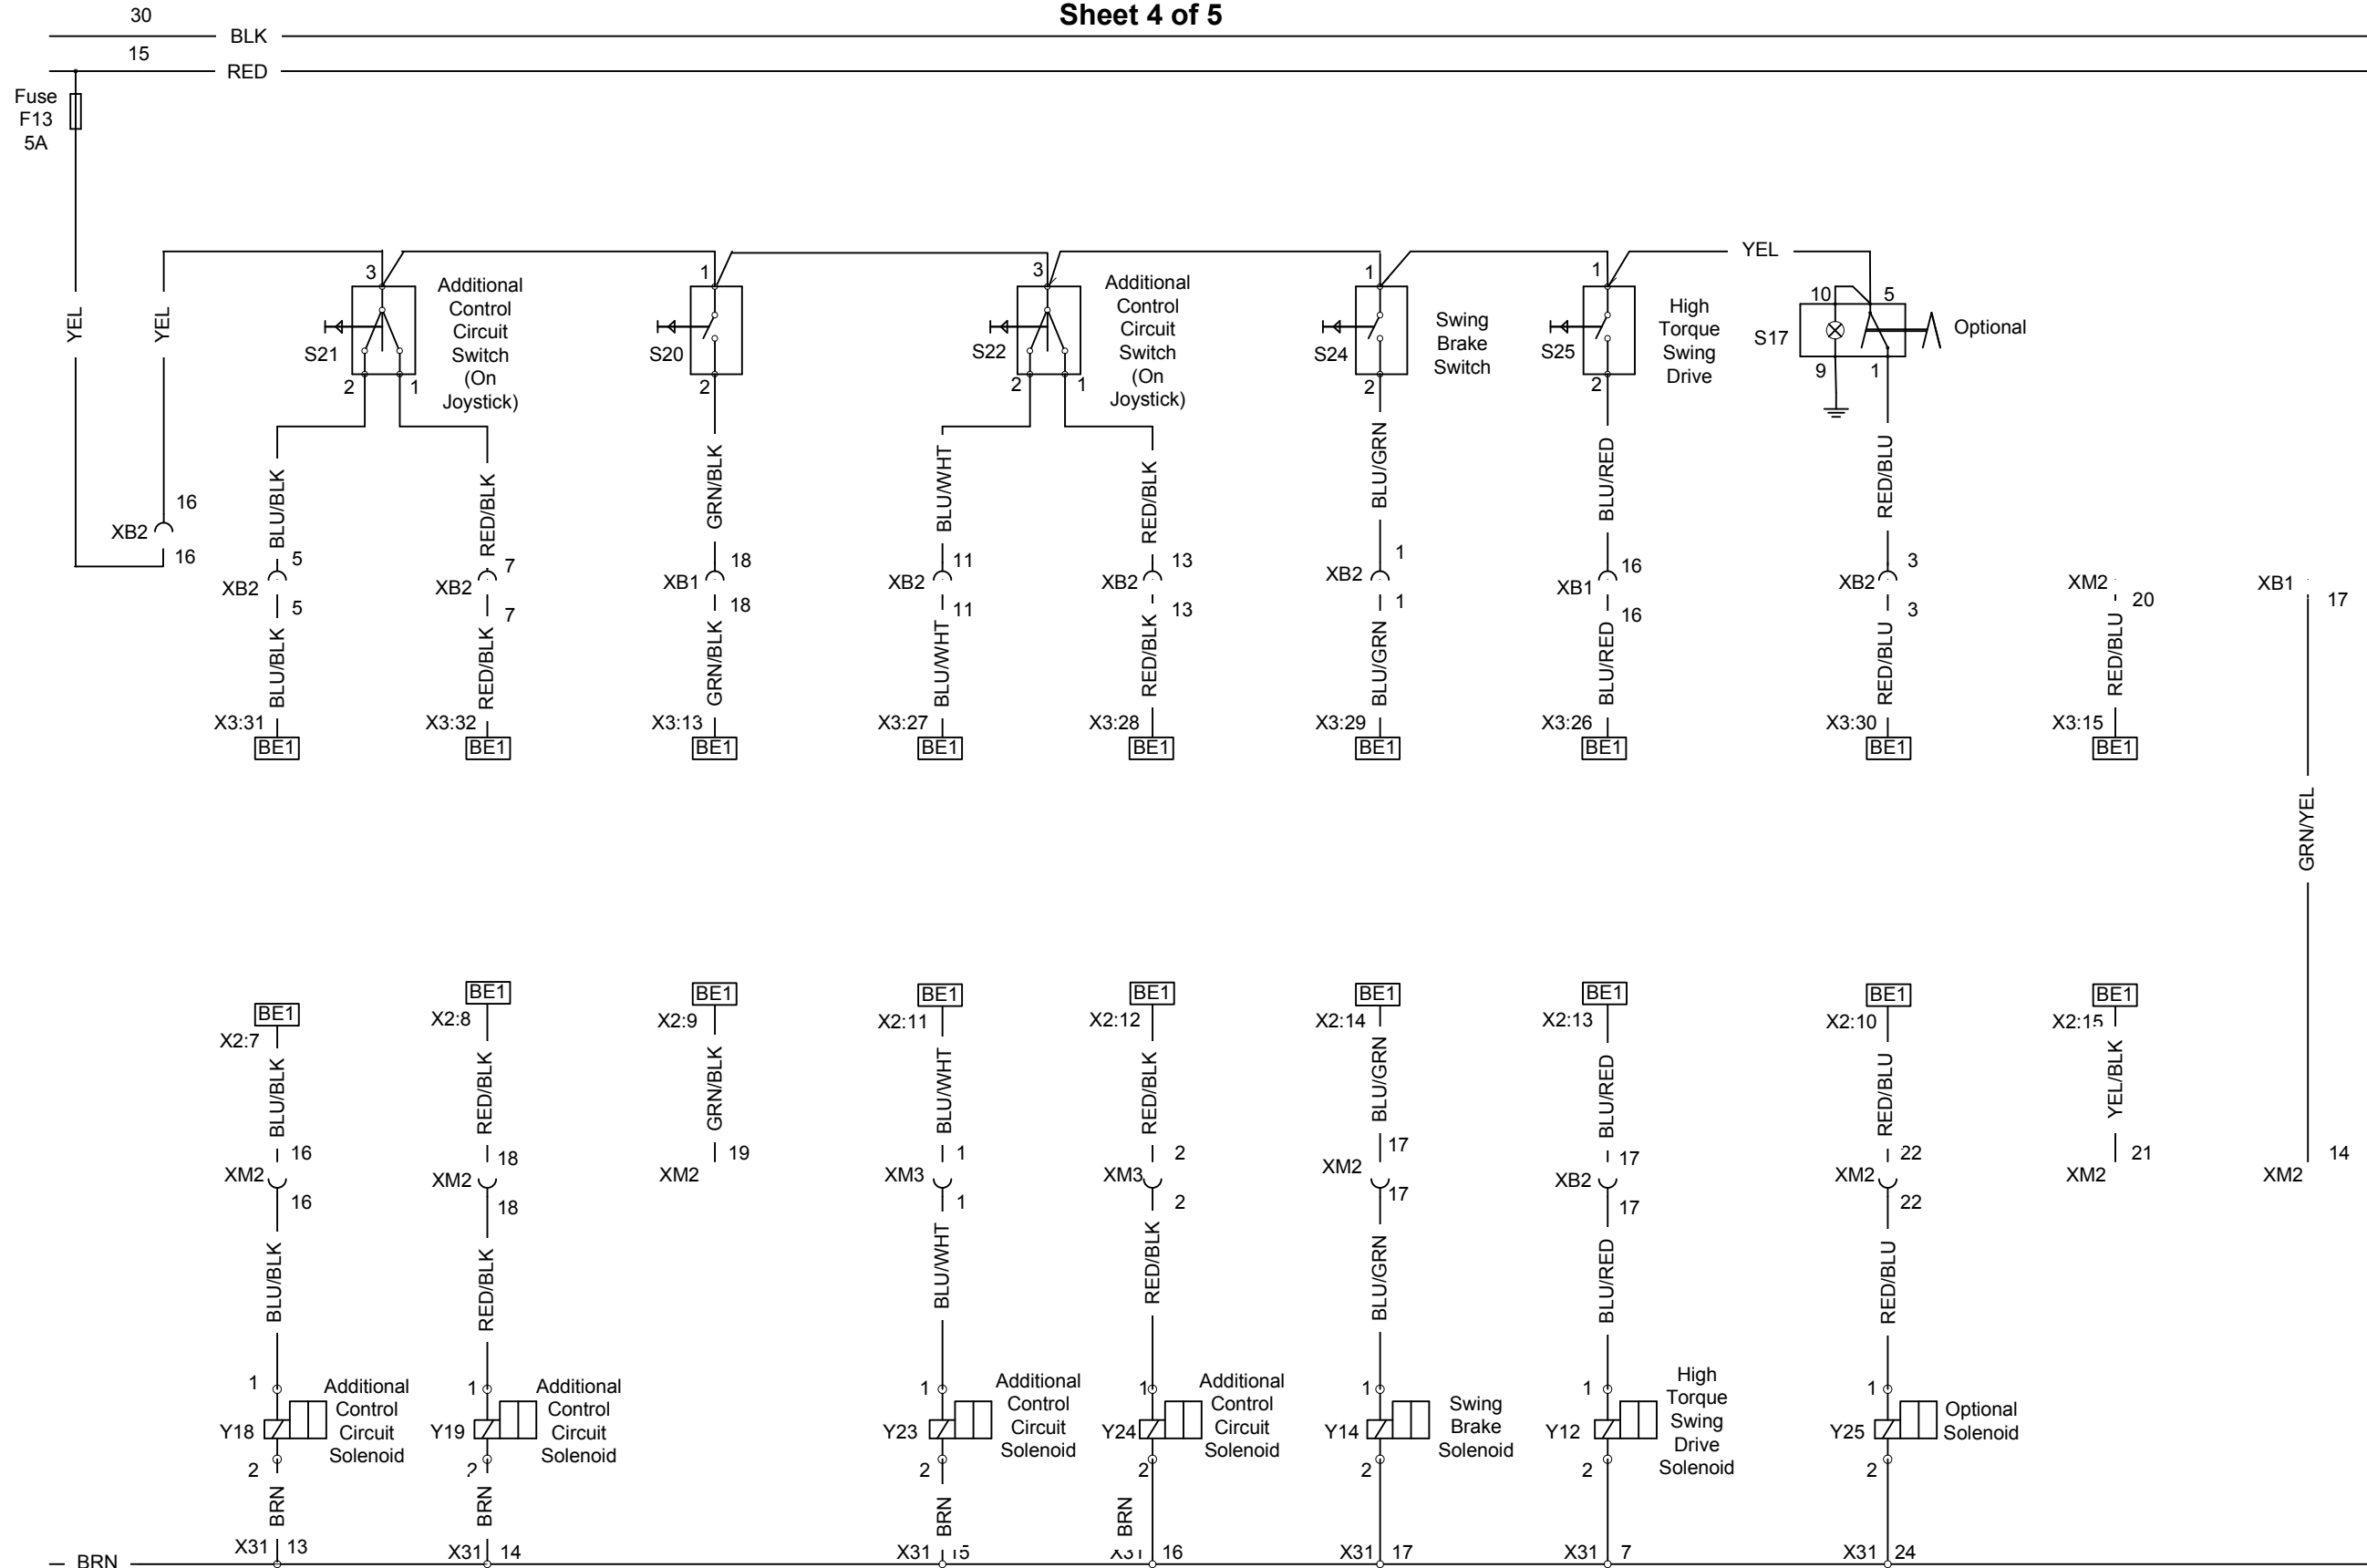 Sheet 4 of 5
30
BLK
15
RED
Fuse
F13
5A
YEL
YEL
16
XB2
16
3
S21
2
1
Additional
Control
Circuit
Switch
(On
Joystick)
1
S20
2
3
S22
2
1
Additional
Control
Circuit
Switch
(On
Joystick)
1
S24
2
Swing
Brake
Switch
1
S25
2
High
Torque
Swing
Drive
YEL
10
5
S17
9
1
Optional
BLU/BLK
5
XB2
5
BLU/BLK
X3:31
BE1
RED/BLK
7
XB2
7
RED/BLK
X3:32
BE1
GRN/BLK
18
XB1
18
GRN/BLK
X3:13
BE1
BLU/WHT
11
XB2
11
BLU/WHT
X3:27
BE1
RED/BLK
13
XB2
13
RED/BLK
X3:28
BE1
BLU/GRN
1
XB2
1
BLU/GRN
X3:29
BE1
BLU/RED
16
XB1
16
BLU/RED
X3:26
BE1
RED/BLU
3
XB2
3
RED/BLU
X3:30
BE1
XM2
20
RED/BLU
X3:15
BE1
XB1
17
GRN/YEL
14
XM2
BE1
X2:7
BLU/BLK
16
XM2
16
BLU/BLK
1
Y18
2
Additional
Control
Circuit
Solenoid
BRN
X31
13
BE1
X2:8
RED/BLK
18
XM2
18
RED/BLK
1
Y19
2
Additional
Control
Circuit
Solenoid
BRN
X31
14
BE1
X2:9
GRN/BLK
19
XM2
BE1
X2:11
BLU/WHT
1
XM3
1
BLU/WHT
1
Y23
2
Additional
Control
Circuit
Solenoid
BRN
X31
15
BE1
X2:12
RED/BLK
2
XM3
2
RED/BLK
1
Y24
2
Additional
Control
Circuit
Solenoid
BRN
X31
16
BE1
X2:14
BLU/GRN
17
XM2
17
BLU/GRN
1
Y14
2
Swing
Brake
Solenoid
X31
17
BE1
X2:13
BLU/RED
17
XB2
17
BLU/RED
1
Y12
2
High
Torque
Swing
Drive
Solenoid
X31
7
BE1
X2:10
RED/BLU
22
XM2
22
RED/BLU
1
Y25
2
Optional
Solenoid
X31
24
BE1
X2:15
YEL/BLK
21
XM2
BRN